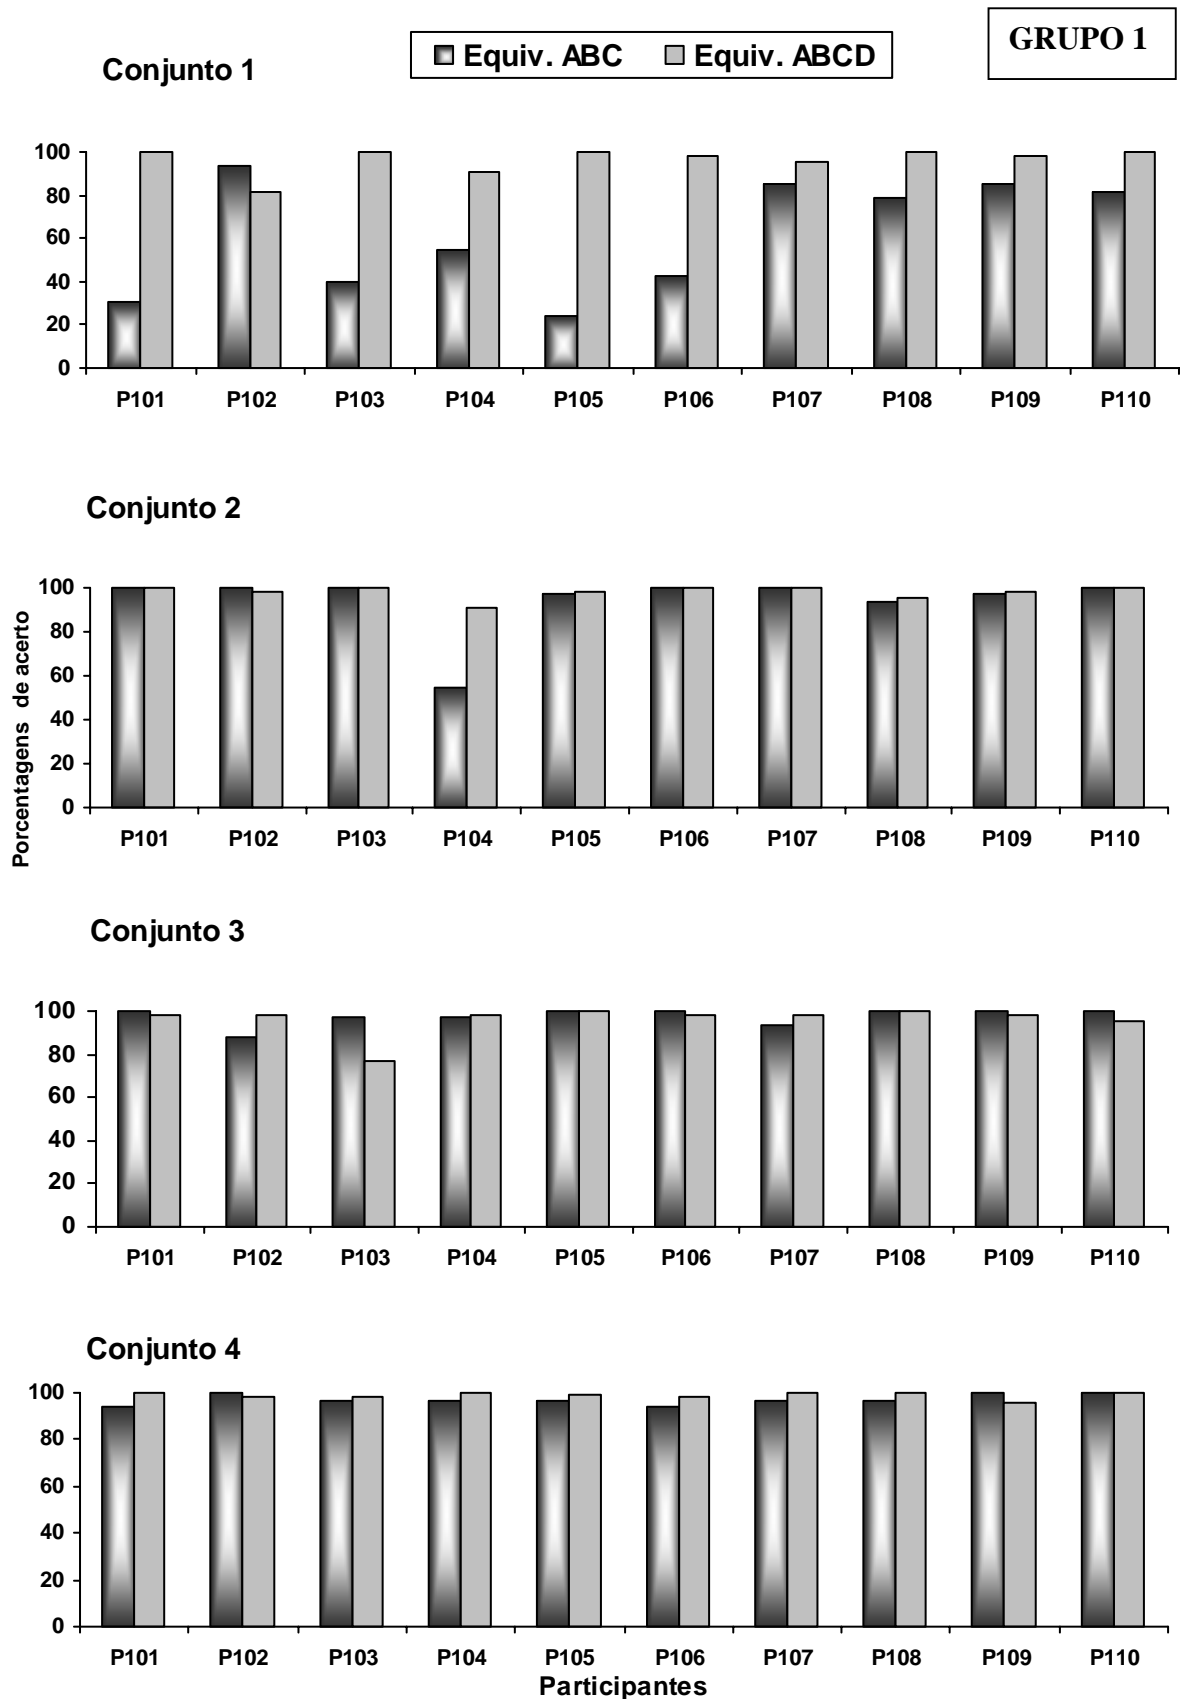 GRUPO 1
Equiv. ABC Equiv. ABCD
Conjunto 1
100
80
60
40
20
0
P101 P102 P103 P104 P105 P106 P107 P108 P109 P110
Conjunto 2
Porcentagens de acerto
100
80
60
40
20
0
P101 P102 P103 P104 P105 P106 P107 P108 P109 P110
Conjunto 3
100
80
60
40
20
0
P101 P102 P103 P104 P105 P106 P107 P108 P109 P110
Conjunto 4
100
80
60
40
20
0
P101 P102 P103 P104 P105 P106 P107 P108 P109 P110
Participantes